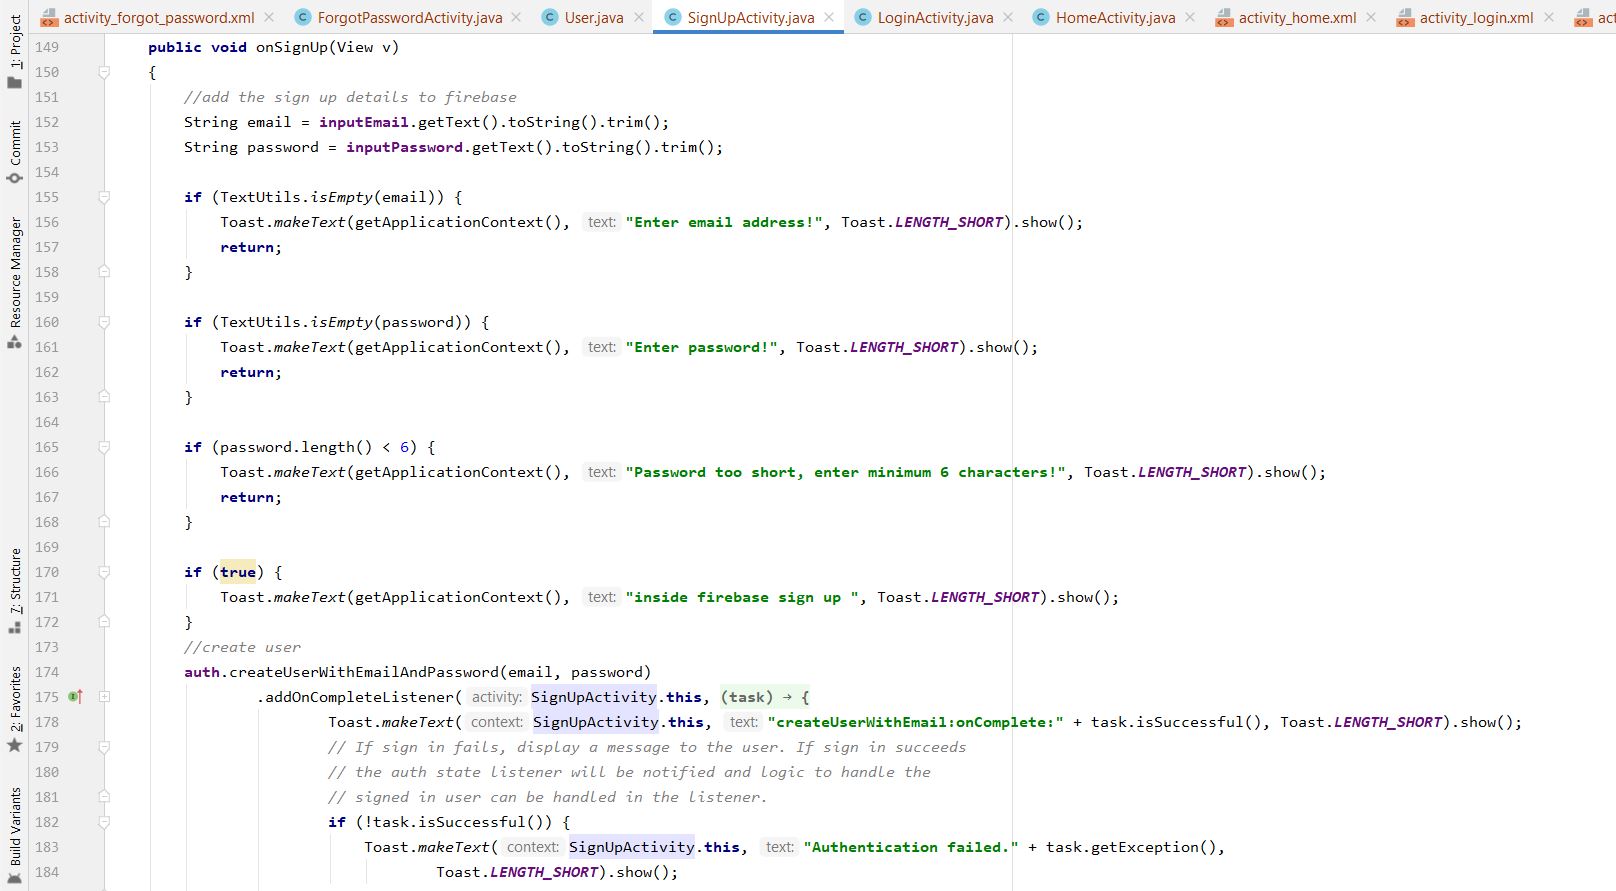 activity_forgot_password.xml ForgotPasswordActivity.java User.java SignUpActivity.java LoginActivity.java HomeActivity.java activity_home.xml activity_login.xml act
1: Project
Commit
Resource Manager
7: Structure
2: Favorites
Build Variants
149 public void onSignUp(View v)
150 {
151 //add the sign up details to firebase
152 String email = inputEmail.getText().toString().trim();
153 String password = inputPassword.getText().toString().trim();
154
155 if (TextUtils.isEmpty(email)) {
156 Toast.makeText(getApplicationContext(), text: "Enter email address!", Toast.LENGTH_SHORT).show();
157 return;
158 }
159
160 if (TextUtils.isEmpty(password)) {
161 Toast.makeText(getApplicationContext(), text: "Enter password!", Toast.LENGTH_SHORT).show();
162 return;
163 }
164
165 if (password.length() < 6) {
166 Toast.makeText(getApplicationContext(), text: "Password too short, enter minimum 6 characters!", Toast.LENGTH_SHORT).show();
167 return;
168 }
169
170 if (true) {
171 Toast.makeText(getApplicationContext(), text: "inside firebase sign up ", Toast.LENGTH_SHORT).show();
172 }
173 //create user
174 auth.createUserWithEmailAndPassword(email, password)
175 .addOnCompleteListener( activity: SignUpActivity.this, (task) → {
178 Toast.makeText( context: SignUpActivity.this, text: "createUserWithEmail:onComplete:" + task.isSuccessful(), Toast.LENGTH_SHORT).show();
179 // If sign in fails, display a message to the user. If sign in succeeds
180 // the auth state listener will be notified and logic to handle the
181 // signed in user can be handled in the listener.
182 if (!task.isSuccessful()) {
183 Toast.makeText( context: SignUpActivity.this, text: "Authentication failed." + task.getException(),
184 Toast.LENGTH_SHORT).show();